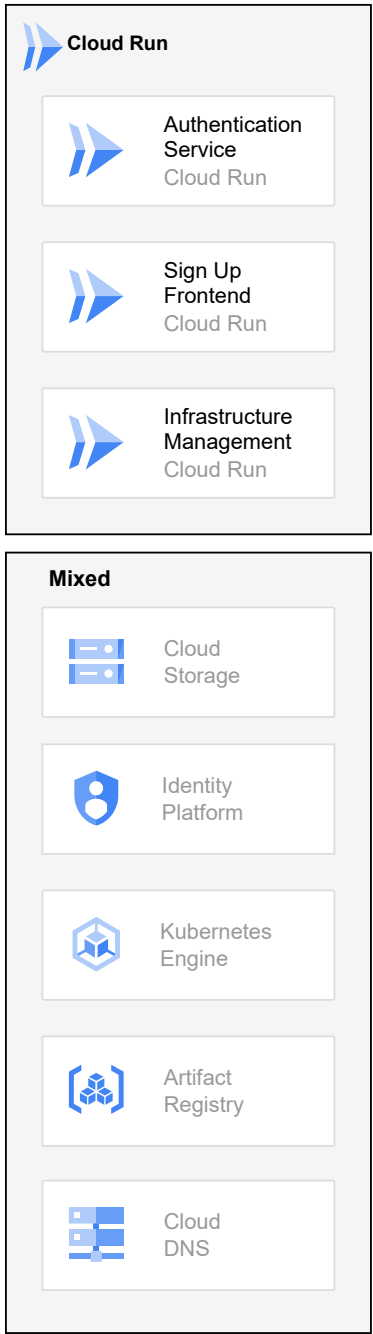 Cloud Run
Authentication
Service
Cloud Run
Sign Up
Frontend
Cloud Run
Infrastructure
Management
Cloud Run
Mixed
Cloud
Storage
Identity
Platform
Kubernetes
Engine
Artifact
Registry
Cloud
DNS